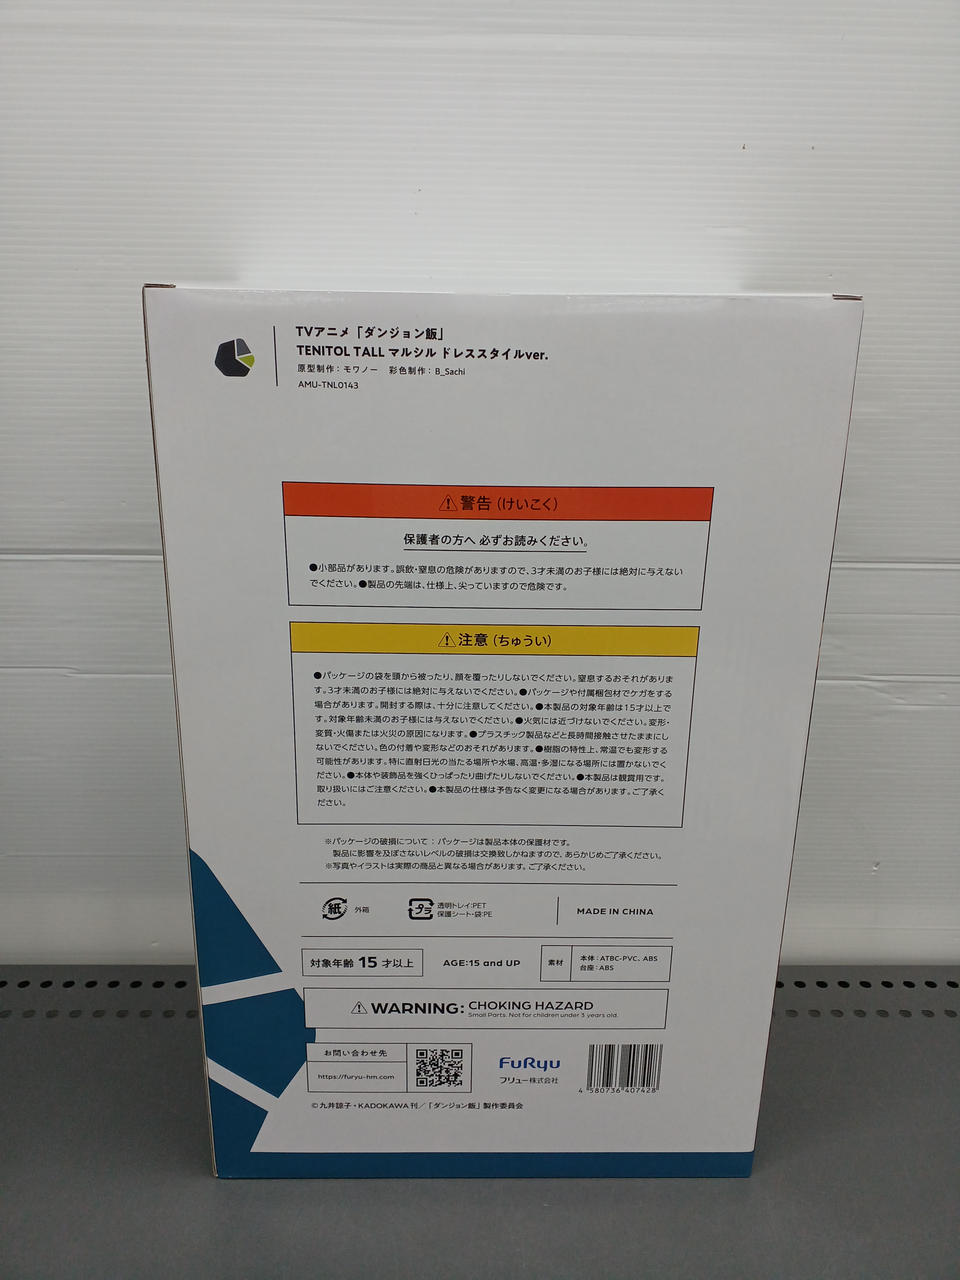 TVアニメ「ダンジョン飯」
TENITOL TALL マルシル ドレススタイルver.
原型制作：モワノー　彩色制作：B_Sachi
AMU-TNL0143
⚠警告（けいこく）
保護者の方へ 必ずお読みください。
●小部品があります。誤飲・窒息の危険がありますので、3才未満のお子様には絶対に与えない
でください。●製品の先端は、仕様上、尖っていますので危険です。
⚠注意（ちゅうい）
●パッケージの袋を頭から被ったり、顔を覆ったりしないでください。窒息するおそれがありま
す。3才未満のお子様には絶対に与えないでください。●パッケージや付属梱包材でケガをする
場合があります。開封する際は、十分に注意してください。●本製品の対象年齢は15才以上で
す。対象年齢未満のお子様には与えないでください。●火気には近づけないでください。変形・
変質・火傷または火災の原因になります。●プラスチック製品などと長時間接触させたままにし
ないでください。色の付着や変形などのおそれがあります。●樹脂の特性上、常温でも変形する
可能性があります。特に直射日光の当たる場所や水場、高温・多湿になる場所には置かないでく
ださい。●本体や装飾品を強くひっぱったり曲げたりしないでください。●本製品は観賞用です。
取り扱いにはご注意ください。●本製品の仕様は予告なく変更になる場合があります。ご了承く
ださい。
※パッケージの破損について：パッケージは製品本体の保護材です。
製品に影響を及ぼさないレベルの破損は交換致しかねますので、あらかじめご了承ください。
※写真やイラストは実際の商品と異なる場合があります。ご了承ください。
紙 外箱
プラ 透明トレイ:PET
保護シート・袋:PE
MADE IN CHINA
対象年齢 15 才以上
AGE:15 and UP
素材
本体：ATBC-PVC、ABS
台座：ABS
⚠WARNING: CHOKING HAZARD
Small Parts. Not for children under 3 years old.
お問い合わせ先
https://furyu-hm.com
FuRyu
フリュー株式会社
4 580736 407428
©九井諒子・KADOKAWA刊／「ダンジョン飯」製作委員会